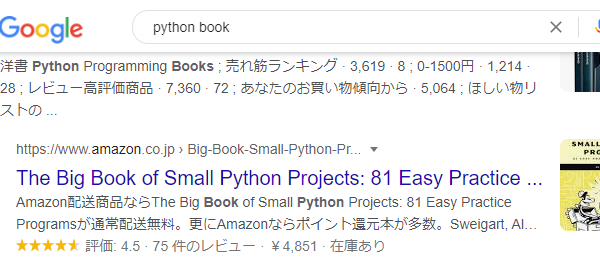 Google python book
洋書 Python Programming Books ; 売れ筋ランキング · 3,619 · 8 ; 0-1500円 · 1,214 ·
28 ; レビュー高評価商品 · 7,360 · 72 ; あなたのお買い物傾向から · 5,064 ; ほしい物リ
ストの ...
https://www.amazon.co.jp › Big-Book-Small-Python-Pr...
The Big Book of Small Python Projects: 81 Easy Practice ...
Amazon配送商品ならThe Big Book of Small Python Projects: 81 Easy Practice
Programsが通常配送無料。更にAmazonならポイント還元本が多数。Sweigart, Al...
評価: 4.5 · 75 件のレビュー · ¥4,851 · 在庫あり